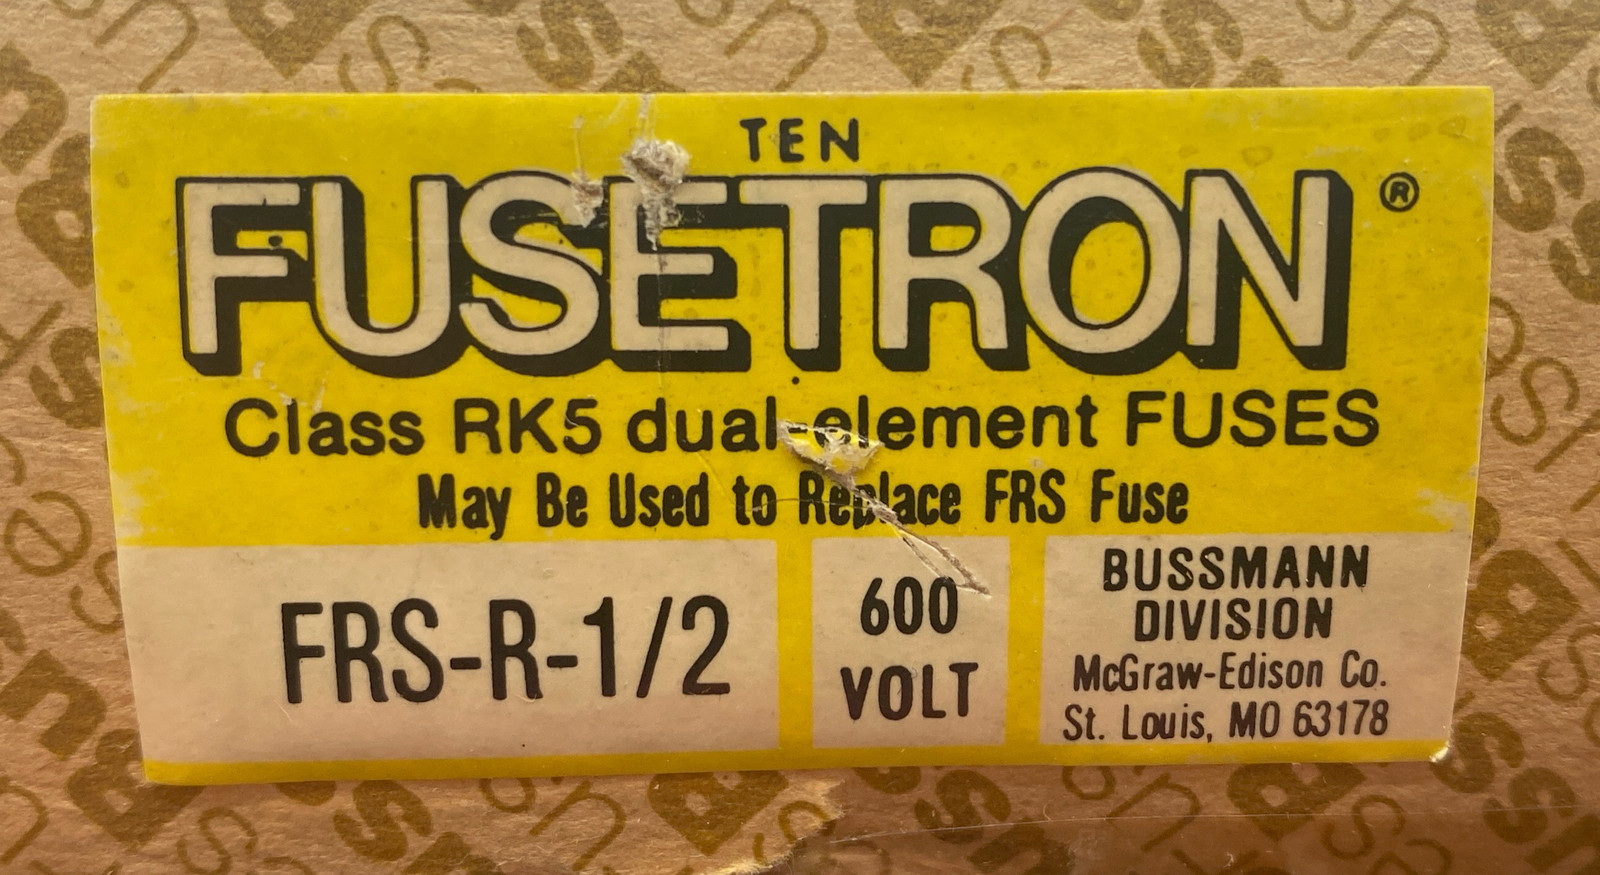 TEN
FUSETRON®
Class RK5 dual-element FUSES
May Be Used to Replace FRS Fuse
FRS-R-1/2
600
VOLT
BUSSMANN
DIVISION
McGraw-Edison Co.
St. Louis, MO 63178